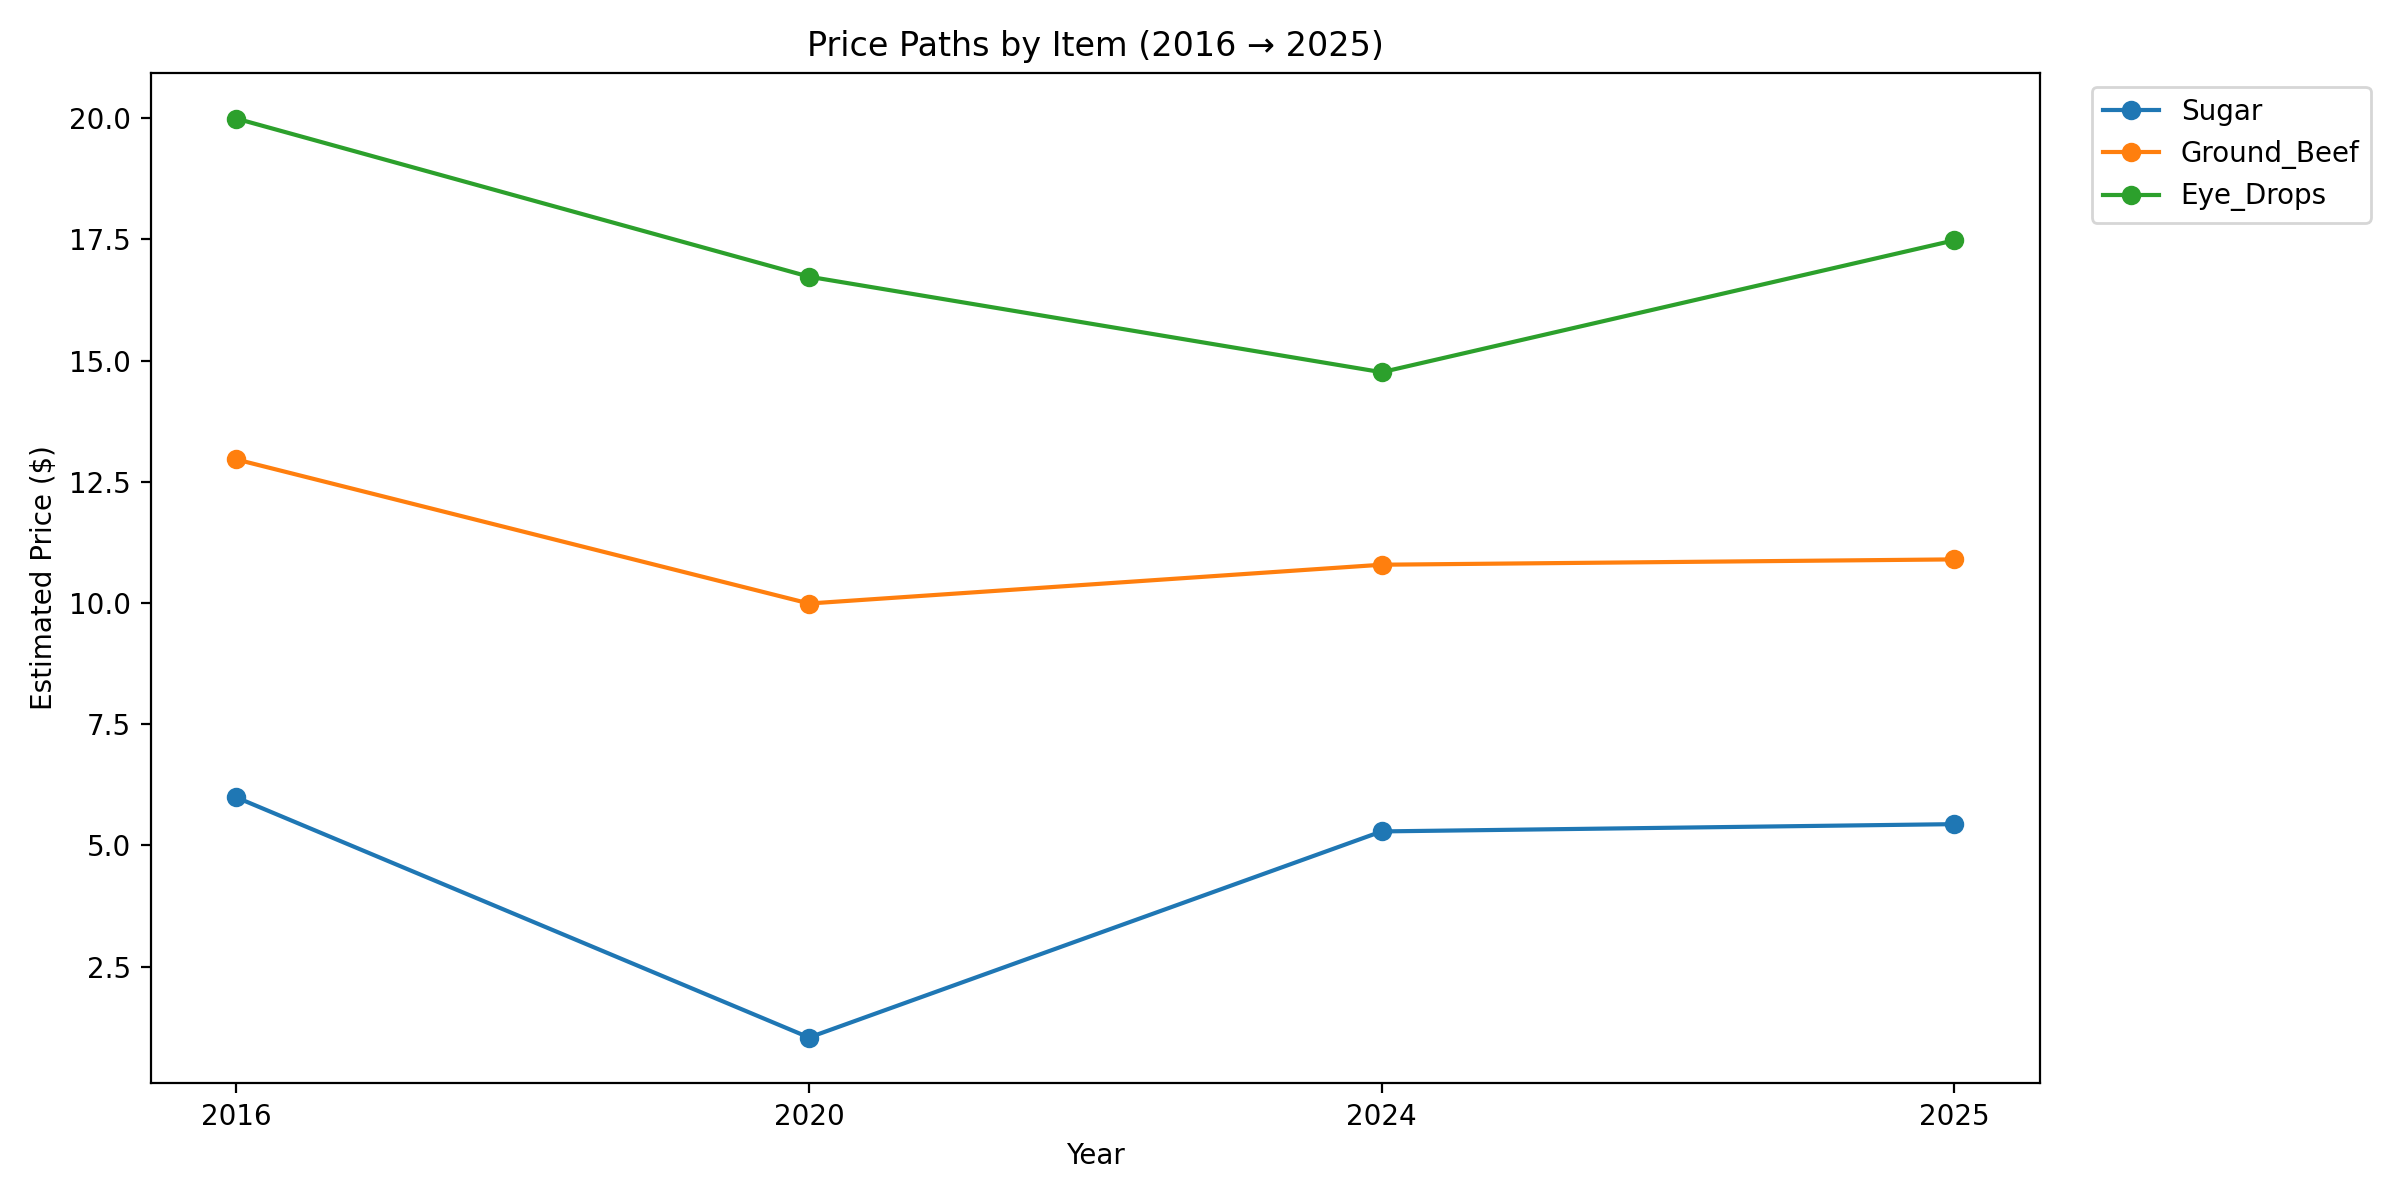 Price Paths by Item (2016 → 2025)
Sugar
Ground_Beef
Eye_Drops
Estimated Price ($)
20.0
17.5
15.0
12.5
10.0
7.5
5.0
2.5
2016 2020 2024 2025
Year